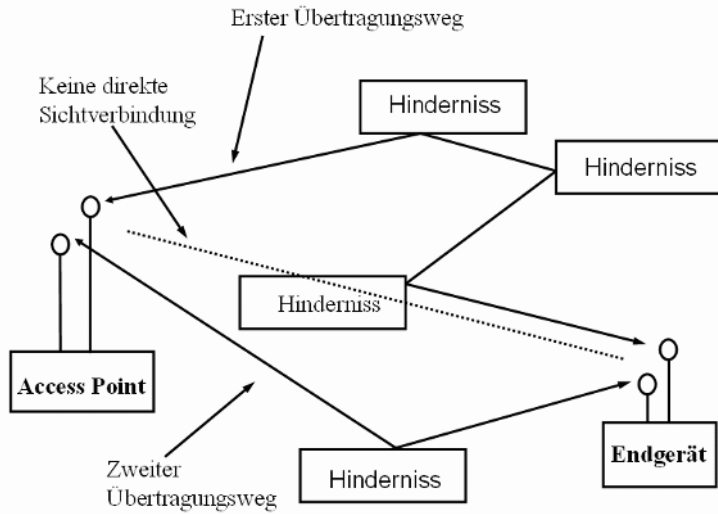 Erster Übertragungsweg
Keine direkte
Sichtverbindung
Hinderniss
Hinderniss
Hinderniss
Access Point
Endgerät
Hinderniss
Zweiter
Übertragungsweg